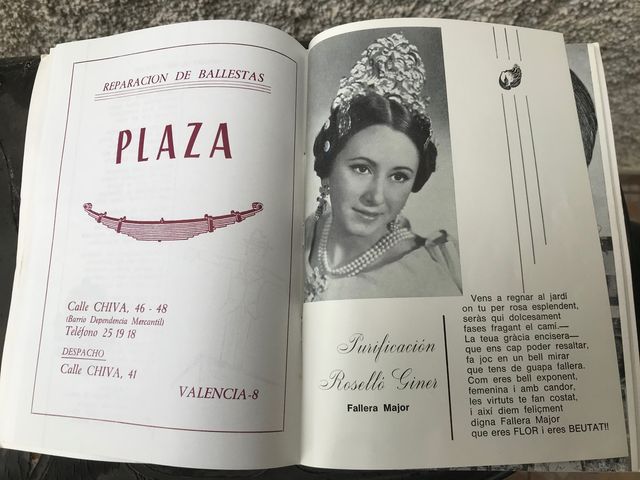 REPARACION DE BALLESTAS
PLAZA
Calle CHIVA, 46 - 48
(Barrio Dependencia Mercantil)
Teléfono 25 19 18
DESPACHO
Calle CHIVA, 41
VALENCIA-8
Purificación
Roselló Giner
Fallera Major
Vens a regnar al jardí
on tu per rosa esplendent,
seràs qui dolcesament
fases fragant el camí.—
La teua gràcia encisera—
que ens cap poder resaltar,
fa joc en un bell mirar
que tens de guapa fallera.
Com eres bell exponent,
femenina i amb candor,
les virtuts te fan costat,
i així diem feliçment
digna Fallera Major
que eres FLOR i eres BEUTAT!!